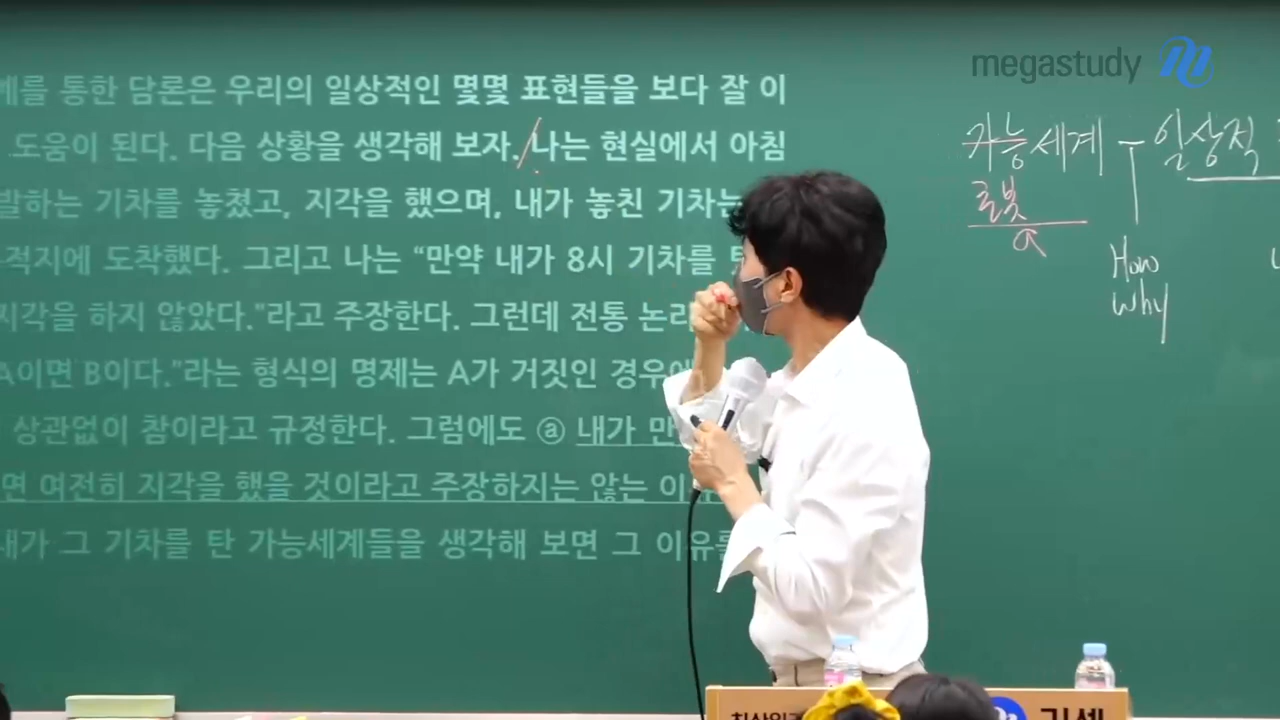 megastudy
계를 통한 담론은 우리의 일상적인 몇몇 표현들을 보다 잘 이
도움이 된다. 다음 상황을 생각해 보자. 나는 현실에서 아침
발하는 기차를 놓쳤고, 지각을 했으며, 내가 놓친 기차는
적지에 도착했다. 그리고 나는 “만약 내가 8시 기차를
지각을 하지 않았다.”라고 주장한다. 그런데 전통 논리
A이면 B이다.”라는 형식의 명제는 A가 거짓인 경우에
상관없이 참이라고 규정한다. 그럼에도 ⓐ 내가 만
면 여전히 지각을 했을 것이라고 주장하지는 않는 이
내가 그 기차를 탄 가능세계들을 생각해 보면 그 이유를
가능세계 일상적
로봇
a
How
why